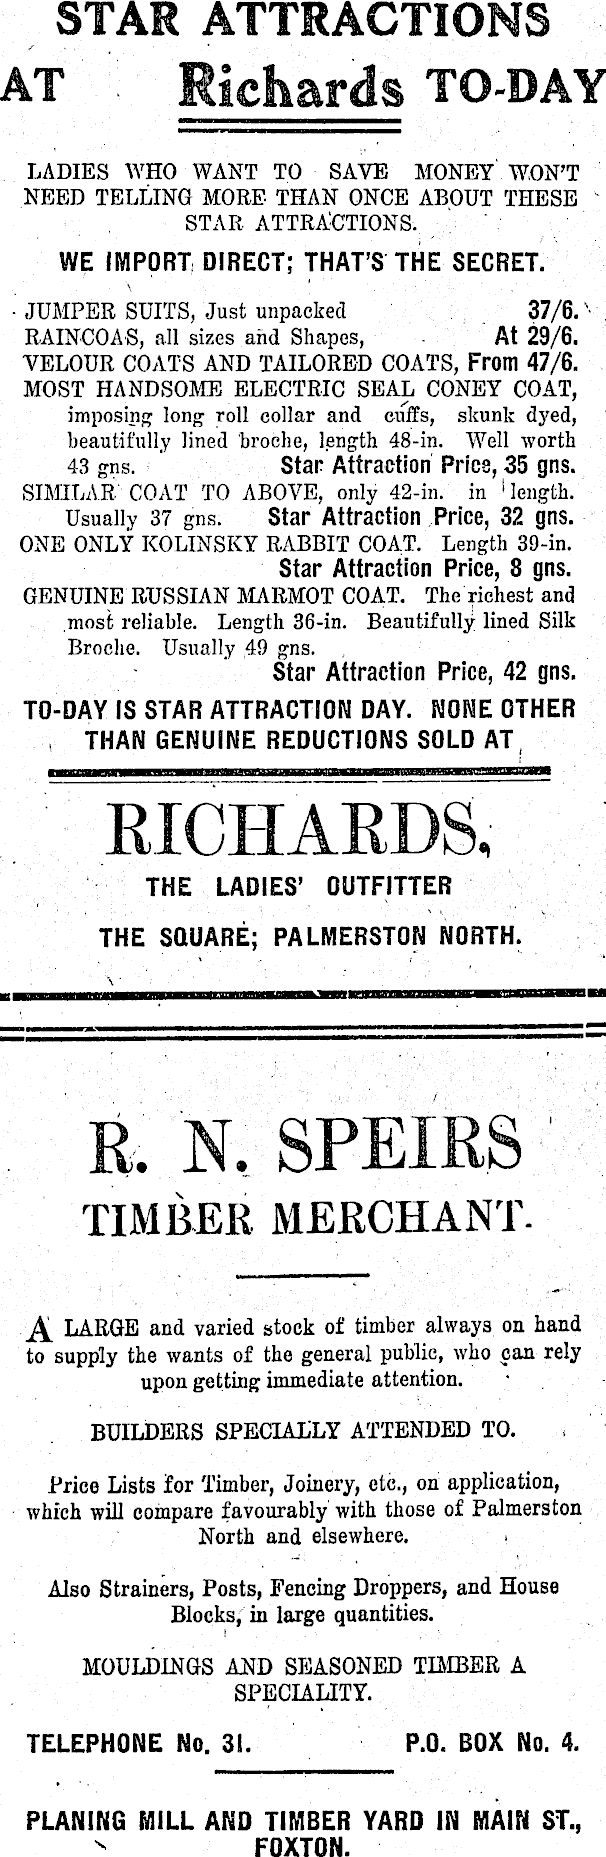 STAR ATTRACTIONS
AT Richards TO-DAY
LADIES WHO WANT TO SAVE MONEY WON'T
NEED TELLING MORE THAN ONCE ABOUT THESE
STAR ATTRACTIONS.
WE IMPORT DIRECT; THAT'S THE SECRET.
JUMPER SUITS, Just unpacked 37/6.
RAINCOAS, all sizes and Shapes, At 29/6.
VELOUR COATS AND TAILORED COATS, From 47/6.
MOST HANDSOME ELECTRIC SEAL CONEY COAT,
imposing long roll collar and cuffs, skunk dyed,
beautifully lined broche, length 48-in. Well worth
43 gns. Star Attraction Price, 35 gns.
SIMILAR COAT TO ABOVE, only 42-in. in length.
Usually 37 gns. Star Attraction Price, 32 gns.
ONE ONLY KOLINSKY RABBIT COAT. Length 39-in.
Star Attraction Price, 8 gns.
GENUINE RUSSIAN MARMOT COAT. The richest and
most reliable. Length 36-in. Beautifully lined Silk
Broche. Usually 49 gns.
Star Attraction Price, 42 gns.
TO-DAY IS STAR ATTRACTION DAY. NONE OTHER
THAN GENUINE REDUCTIONS SOLD AT
RICHARDS,
THE LADIES' OUTFITTER
THE SQUARE; PALMERSTON NORTH.
R. N. SPEIRS
TIMBER MERCHANT.
A LARGE and varied stock of timber always on hand
to supply the wants of the general public, who can rely
upon getting immediate attention.
BUILDERS SPECIALLY ATTENDED TO.
Price Lists for Timber, Joinery, etc., on application,
which will compare favourably with those of Palmerston
North and elsewhere.
Also Strainers, Posts, Fencing Droppers, and House
Blocks, in large quantities.
MOULDINGS AND SEASONED TIMBER A
SPECIALITY.
TELEPHONE No. 31. P.O. BOX No. 4.
PLANING MILL AND TIMBER YARD IN MAIN ST.,
FOXTON.